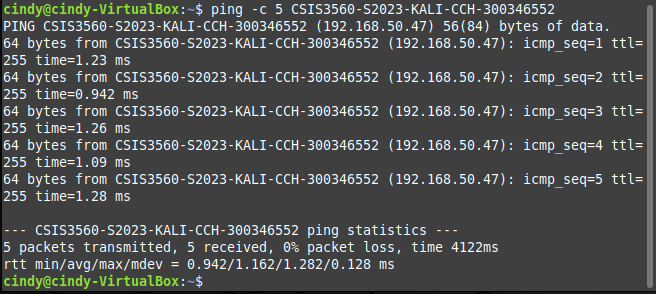 cindy@cindy-VirtualBox:~$ ping -c 5 CSIS3560-S2023-KALI-CCH-300346552
PING CSIS3560-S2023-KALI-CCH-300346552 (192.168.50.47) 56(84) bytes of data.
64 bytes from CSIS3560-S2023-KALI-CCH-300346552 (192.168.50.47): icmp_seq=1 ttl=
255 time=1.23 ms
64 bytes from CSIS3560-S2023-KALI-CCH-300346552 (192.168.50.47): icmp_seq=2 ttl=
255 time=0.942 ms
64 bytes from CSIS3560-S2023-KALI-CCH-300346552 (192.168.50.47): icmp_seq=3 ttl=
255 time=1.26 ms
64 bytes from CSIS3560-S2023-KALI-CCH-300346552 (192.168.50.47): icmp_seq=4 ttl=
255 time=1.09 ms
64 bytes from CSIS3560-S2023-KALI-CCH-300346552 (192.168.50.47): icmp_seq=5 ttl=
255 time=1.28 ms

--- CSIS3560-S2023-KALI-CCH-300346552 ping statistics ---
5 packets transmitted, 5 received, 0% packet loss, time 4122ms
rtt min/avg/max/mdev = 0.942/1.162/1.282/0.128 ms
cindy@cindy-VirtualBox:~$